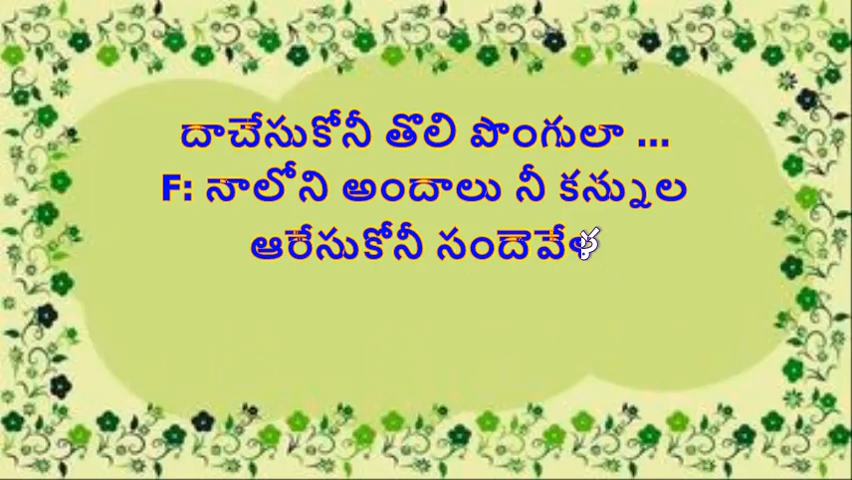 దాచేసుకోనీ తొలి పొంగులా ...
F: నాలోని అందాలు నీ కన్నుల
ఆరేసుకోనీ సందెవేళ